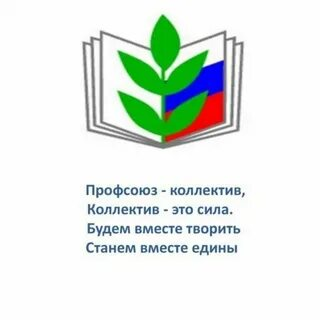 Профсоюз - коллектив,
Коллектив - это сила.
Будем вместе творить
Станем вместе едины